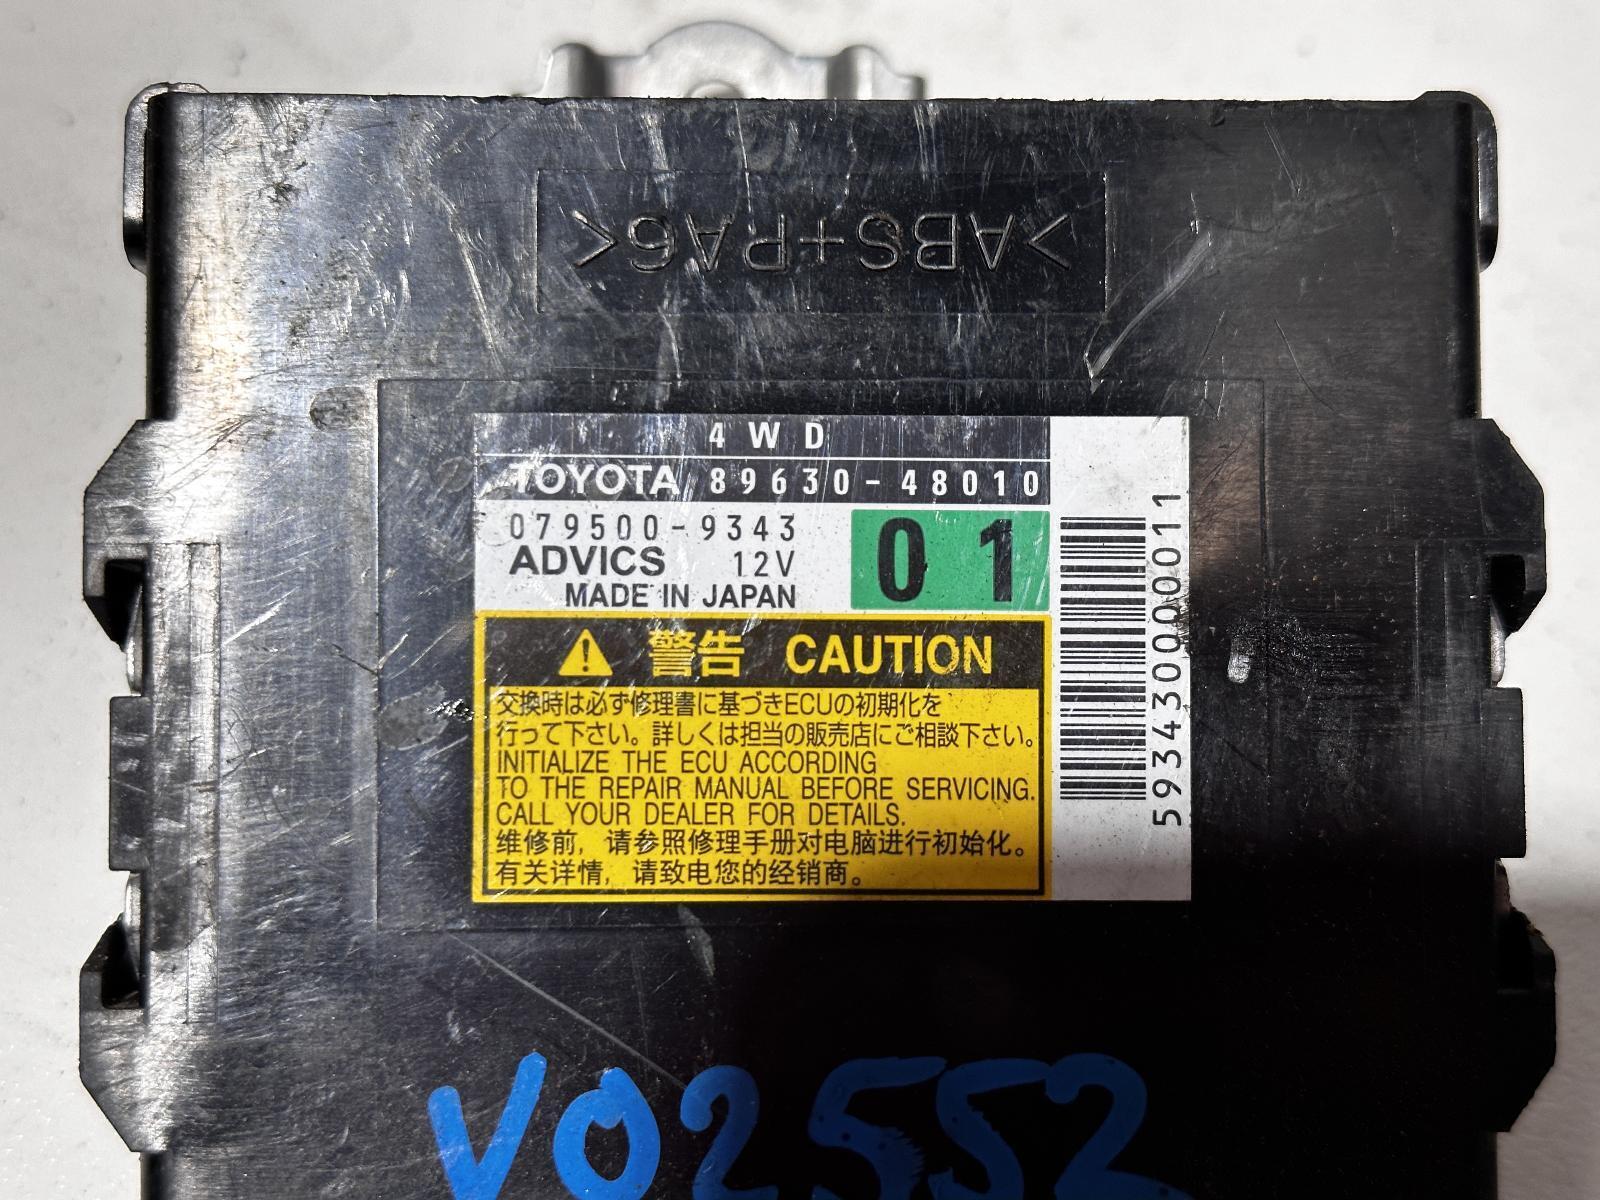 >ABS+PA6<
4WD
TOYOTA 89630-48010
079500-9343
01
ADVICS 12V
MADE IN JAPAN
593430000011
警告 CAUTION
交換時は必ず修理書に基づきECUの初期化を
行って下さい。詳しくは担当の販売店にご相談下さい。
INITIALIZE THE ECU ACCORDING
TO THE REPAIR MANUAL BEFORE SERVICING.
CALL YOUR DEALER FOR DETAILS.
维修前, 请参照修理手册对电脑进行初始化。
有关详情, 请致电您的经销商。
V02552